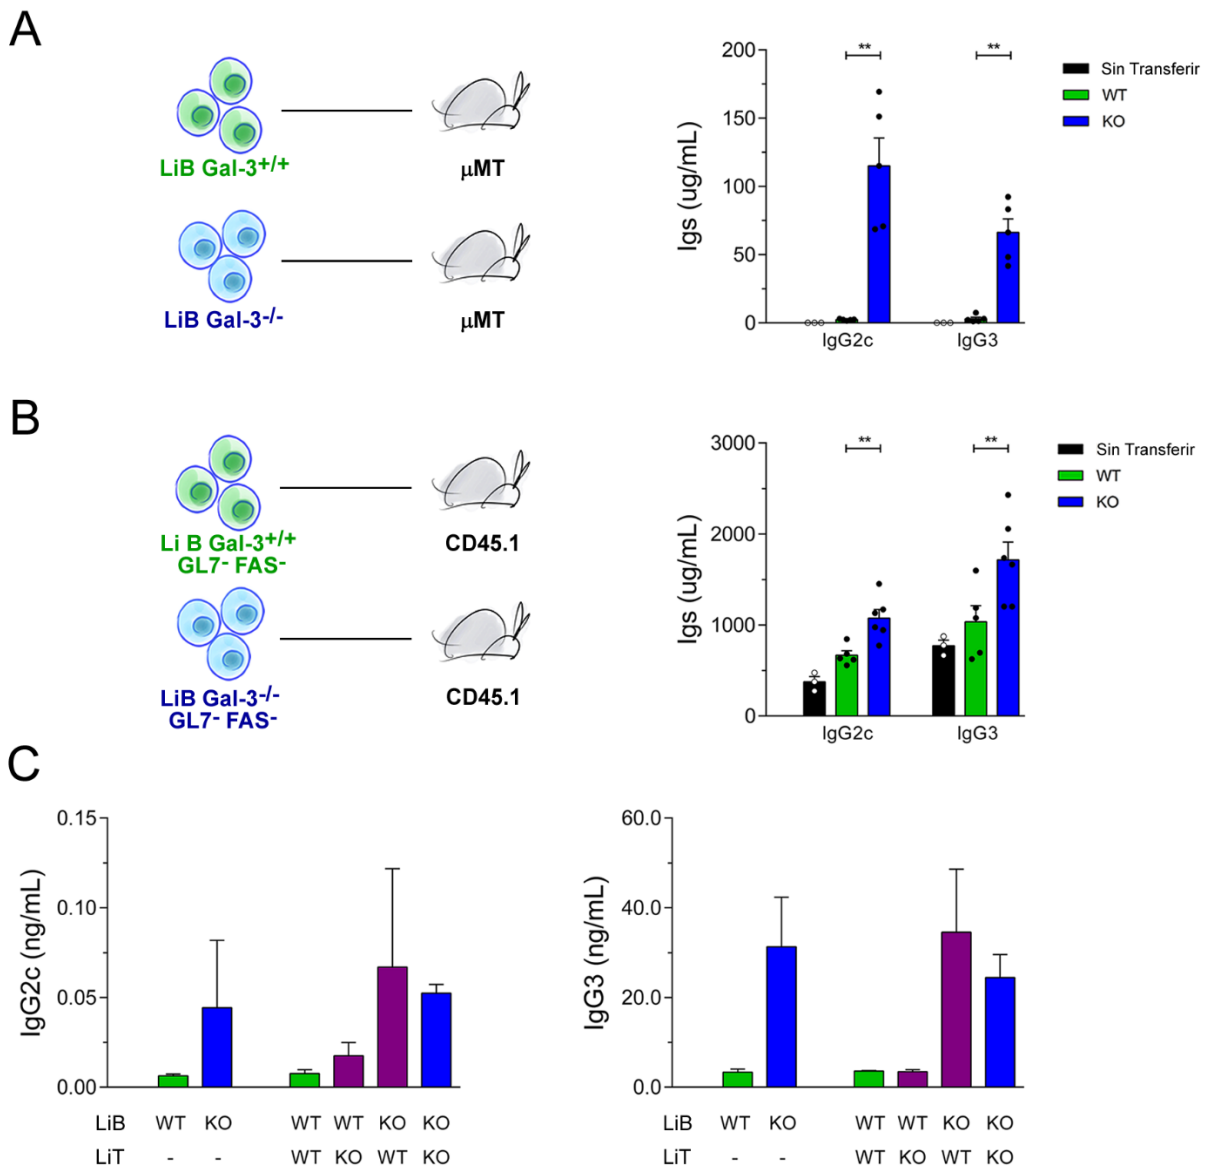 A
LiB Gal-3+/+
μMT
LiB Gal-3-/-
μMT
Igs (ug/mL)
200
150
100
50
0
**
**
IgG2c
IgG3
Sin Transferir
WT
KO
B
Li B Gal-3+/+
GL7- FAS-
CD45.1
LiB Gal-3-/-
GL7- FAS-
CD45.1
Igs (ug/mL)
3000
2000
1000
0
**
**
IgG2c
IgG3
Sin Transferir
WT
KO
C
IgG2c (ng/mL)
0.15
0.10
0.05
0.00
LiB WT KO WT WT KO KO
LiT - - WT KO WT KO
IgG3 (ng/mL)
60.0
40.0
20.0
0.0
LiB WT KO WT WT KO KO
LiT - - WT KO WT KO